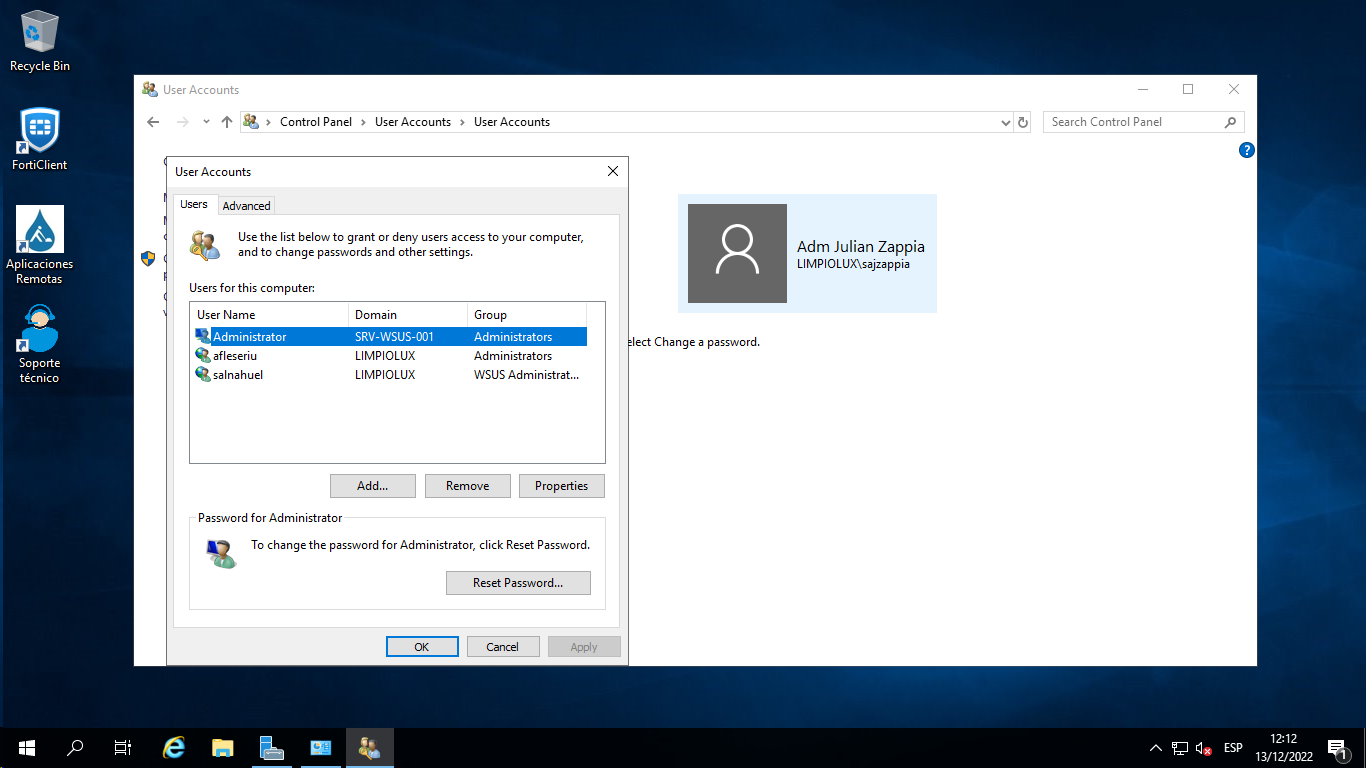 Recycle Bin
FortiClient
Aplicaciones
Remotas
Soporte
técnico
User Accounts
Control Panel
User Accounts
User Accounts
Search Control Panel
?
User Accounts
Users
Advanced
Use the list below to grant or deny users access to your computer,
and to change passwords and other settings.
Users for this computer:
User Name Domain Group
Administrator SRV-WSUS-001 Administrators
afleseriu LIMPIOLUX Administrators
salnahuel LIMPIOLUX WSUS Administrat...
Add...
Remove
Properties
Password for Administrator
To change the password for Administrator, click Reset Password.
Reset Password...
OK
Cancel
Apply
Adm Julian Zappia
LIMPIOLUX\sajzappia
elect Change a password.
ESP
12:12
13/12/2022
1